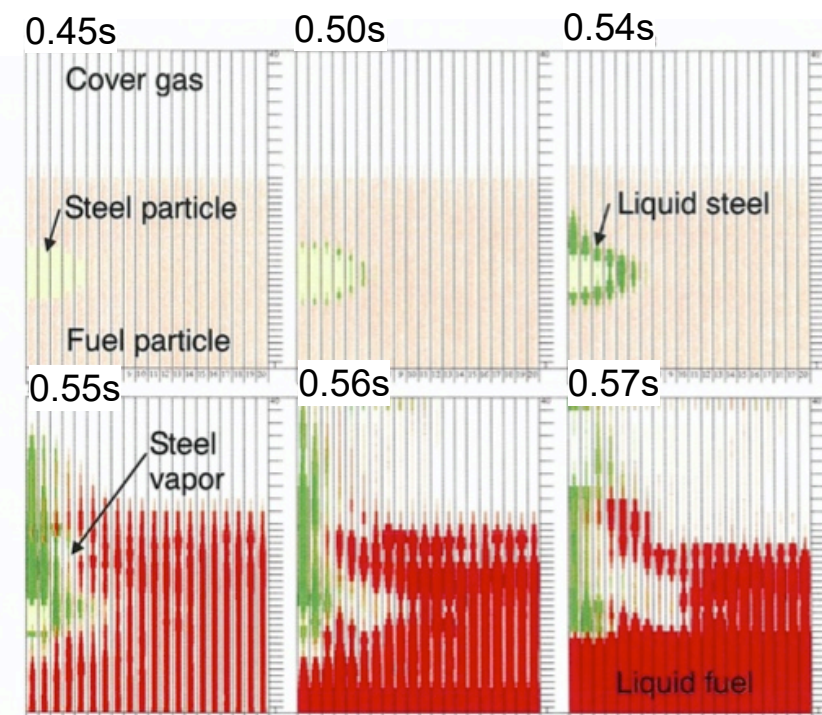 0.45s
0.50s
0.54s
Cover gas
Steel particle
Liquid steel
Fuel particle
0.55s
0.56s
0.57s
Steel
vapor
Liquid fuel